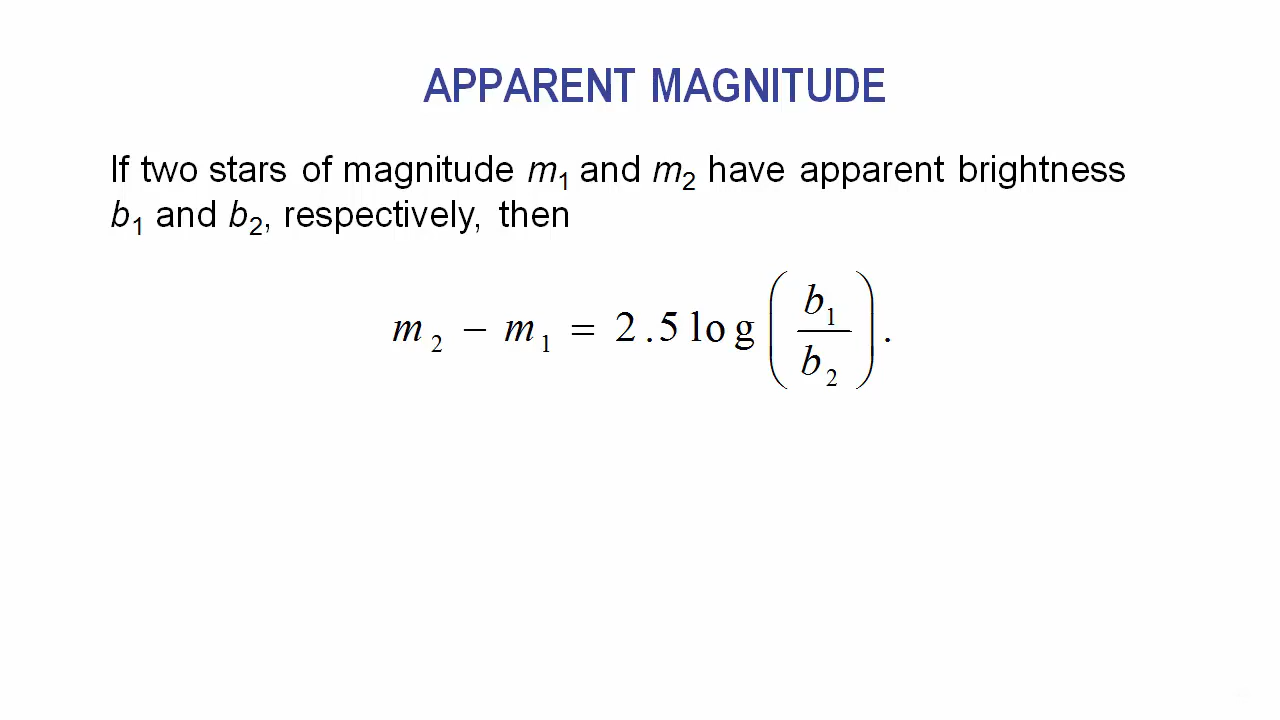 APPARENT MAGNITUDE
If two stars of magnitude m₁ and m₂ have apparent brightness
b₁ and b₂, respectively, then
m₂ − m₁ = 2.5 log (b₁/b₂).